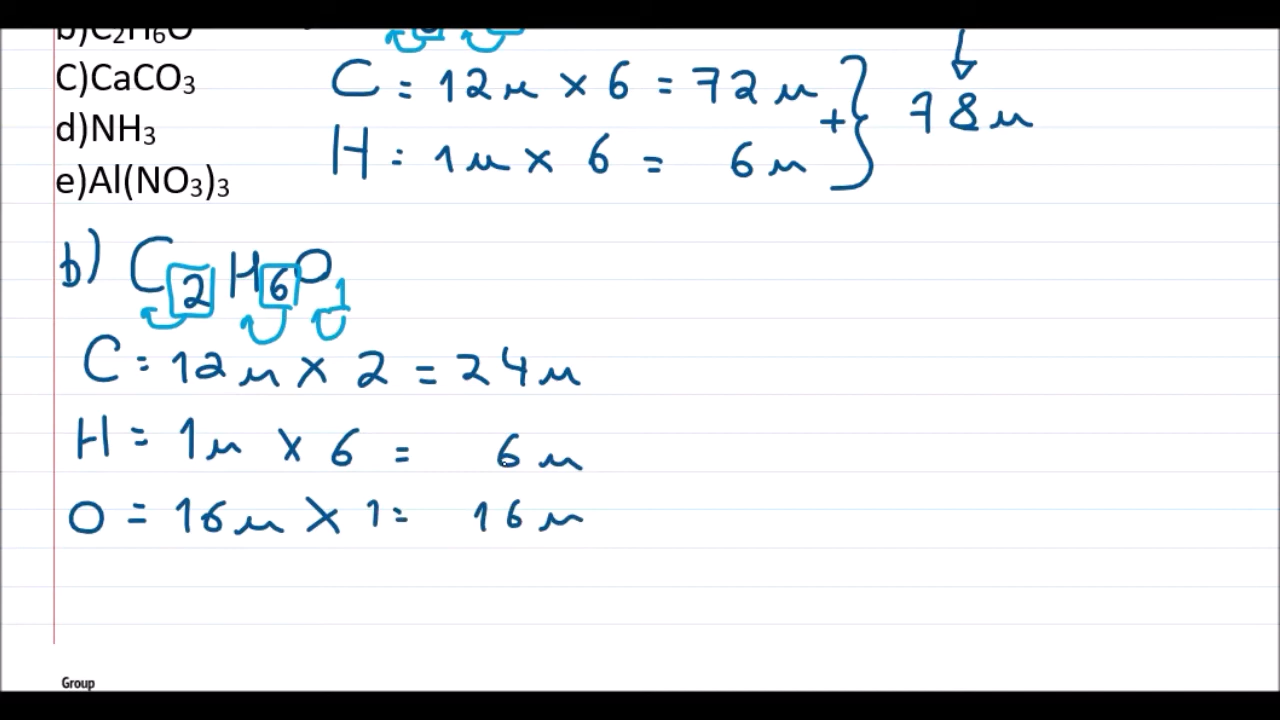 b)C₂H₆O
C)CaCO₃
d)NH₃
e)Al(NO₃)₃
C = 12u x 6 = 72u
H = 1u x 6 = 6u
+ } 78u
b) C₂H₆O₁
C = 12u x 2 = 24u
H = 1u x 6 = 6u
O = 16u x 1 = 16u
Group